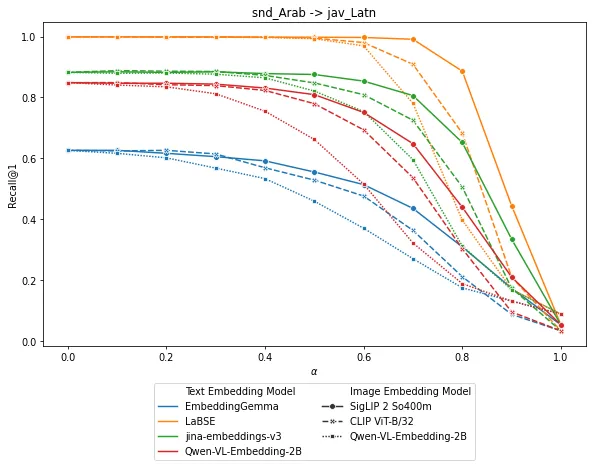 snd_Arab -> jav_Latn
1.0
0.8
0.6
0.4
0.2
0.0
Recall@1
0.0 0.2 0.4 0.6 0.8 1.0
α
Text Embedding Model
EmbeddingGemma
LaBSE
jina-embeddings-v3
Qwen-VL-Embedding-2B
Image Embedding Model
SigLIP 2 So400m
CLIP ViT-B/32
Qwen-VL-Embedding-2B